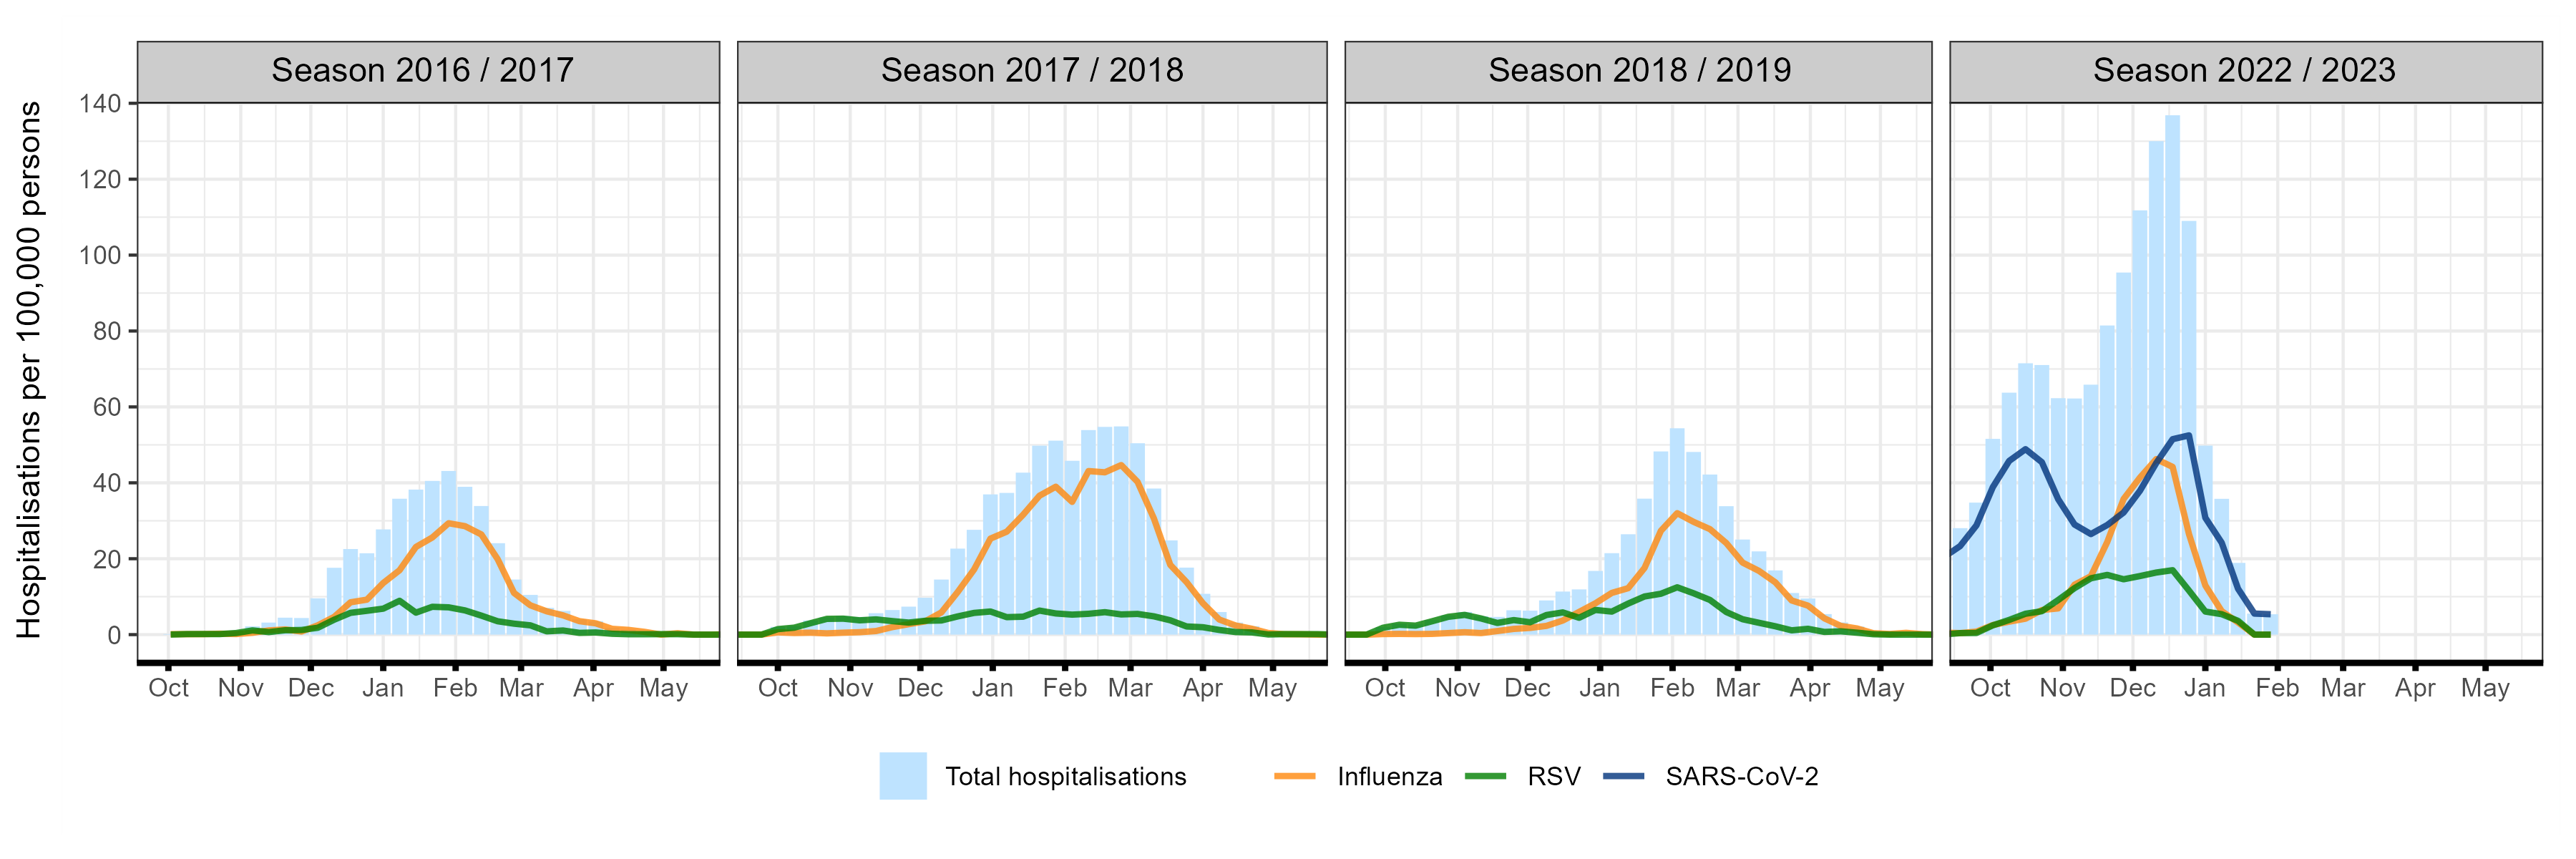 Season 2016 / 2017
Season 2017 / 2018
Season 2018 / 2019
Season 2022 / 2023
Hospitalisations per 100,000 persons
140
120
100
80
60
40
20
0
Oct Nov Dec Jan Feb Mar Apr May
Oct Nov Dec Jan Feb Mar Apr May
Oct Nov Dec Jan Feb Mar Apr May
Oct Nov Dec Jan Feb Mar Apr May
Total hospitalisations Influenza RSV SARS-CoV-2